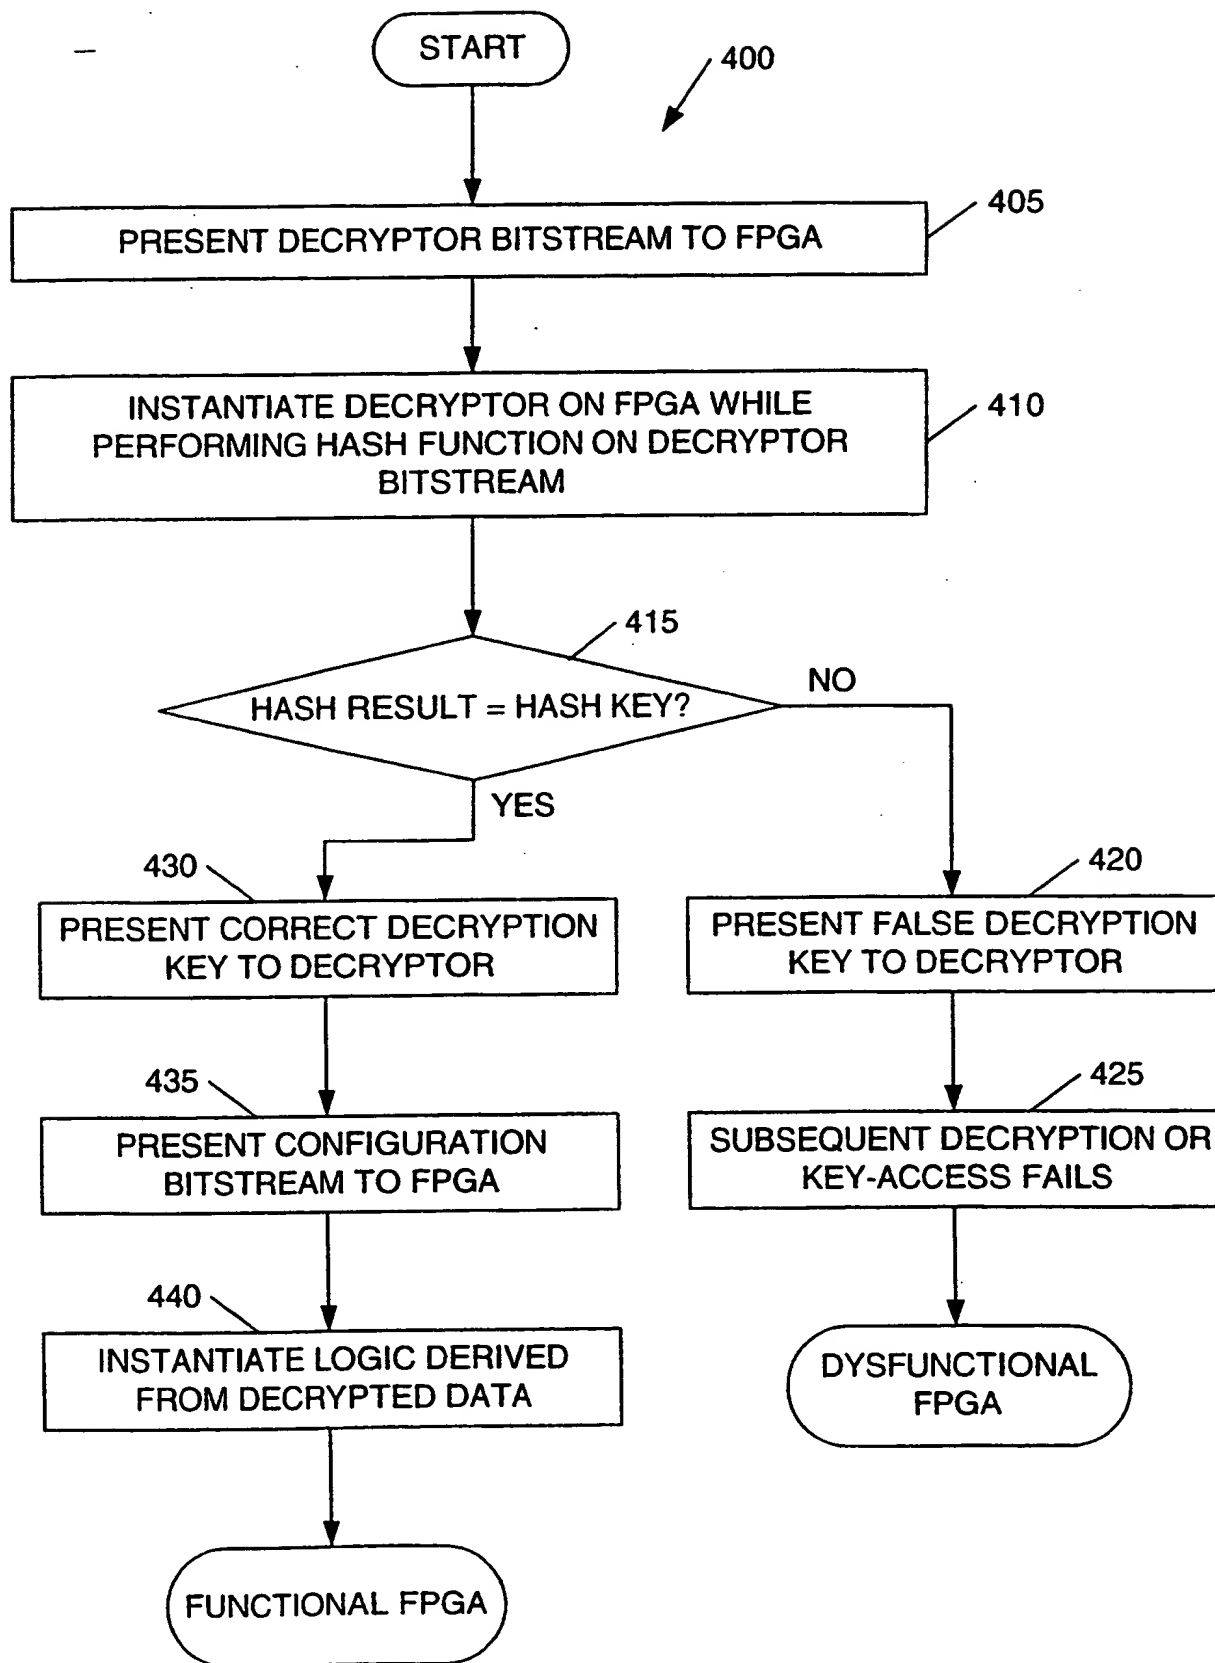 START
400
405
PRESENT DECRYPTOR BITSTREAM TO FPGA
410
INSTANTIATE DECRYPTOR ON FPGA WHILE
PERFORMING HASH FUNCTION ON DECRYPTOR
BITSTREAM
415
HASH RESULT = HASH KEY?
NO
YES
430
PRESENT CORRECT DECRYPTION
KEY TO DECRYPTOR
420
PRESENT FALSE DECRYPTION
KEY TO DECRYPTOR
435
PRESENT CONFIGURATION
BITSTREAM TO FPGA
425
SUBSEQUENT DECRYPTION OR
KEY-ACCESS FAILS
440
INSTANTIATE LOGIC DERIVED
FROM DECRYPTED DATA
DYSFUNCTIONAL
FPGA
FUNCTIONAL FPGA